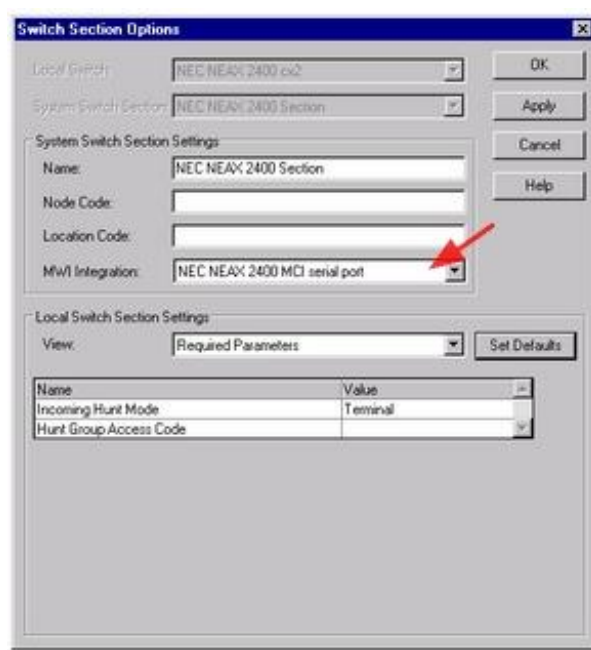 Switch Section Options
Local Switch: NEC NEAX 2400 cx2 OK
System Switch Section: NEC NEAX 2400 Section Apply
System Switch Section Settings Cancel
Name: NEC NEAX 2400 Section Help
Node Code:
Location Code:
MWI Integration: NEC NEAX 2400 MCI serial port
Local Switch Section Settings
View: Required Parameters Set Defaults
Name Value
Incoming Hunt Mode Terminal
Hunt Group Access Code